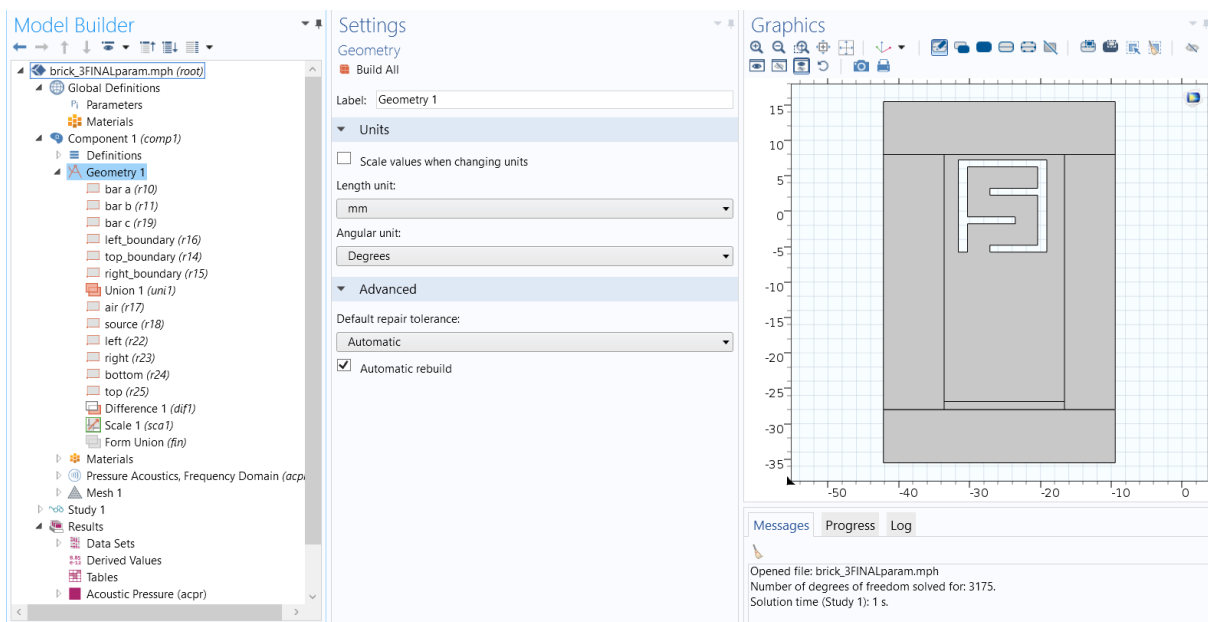 Model Builder
brick_3FINALparam.mph (root)
Global Definitions
Pi Parameters
Materials
Component 1 (comp1)
Definitions
Geometry 1
bar a (r10)
bar b (r11)
bar c (r19)
left_boundary (r16)
top_boundary (r14)
right_boundary (r15)
Union 1 (uni1)
air (r17)
source (r18)
left (r22)
right (r23)
bottom (r24)
top (r25)
Difference 1 (dif1)
Scale 1 (sca1)
Form Union (fin)
Materials
Pressure Acoustics, Frequency Domain (acpr
Mesh 1
Study 1
Results
Data Sets
Derived Values
Tables
Acoustic Pressure (acpr)
Settings
Geometry
Build All
Label: Geometry 1
Units
Scale values when changing units
Length unit:
mm
Angular unit:
Degrees
Advanced
Default repair tolerance:
Automatic
Automatic rebuild
Graphics
15
10
5
0
-5
-10
-15
-20
-25
-30
-35
-50 -40 -30 -20 -10 0
Messages Progress Log
Opened file: brick_3FINALparam.mph
Number of degrees of freedom solved for: 3175.
Solution time (Study 1): 1 s.